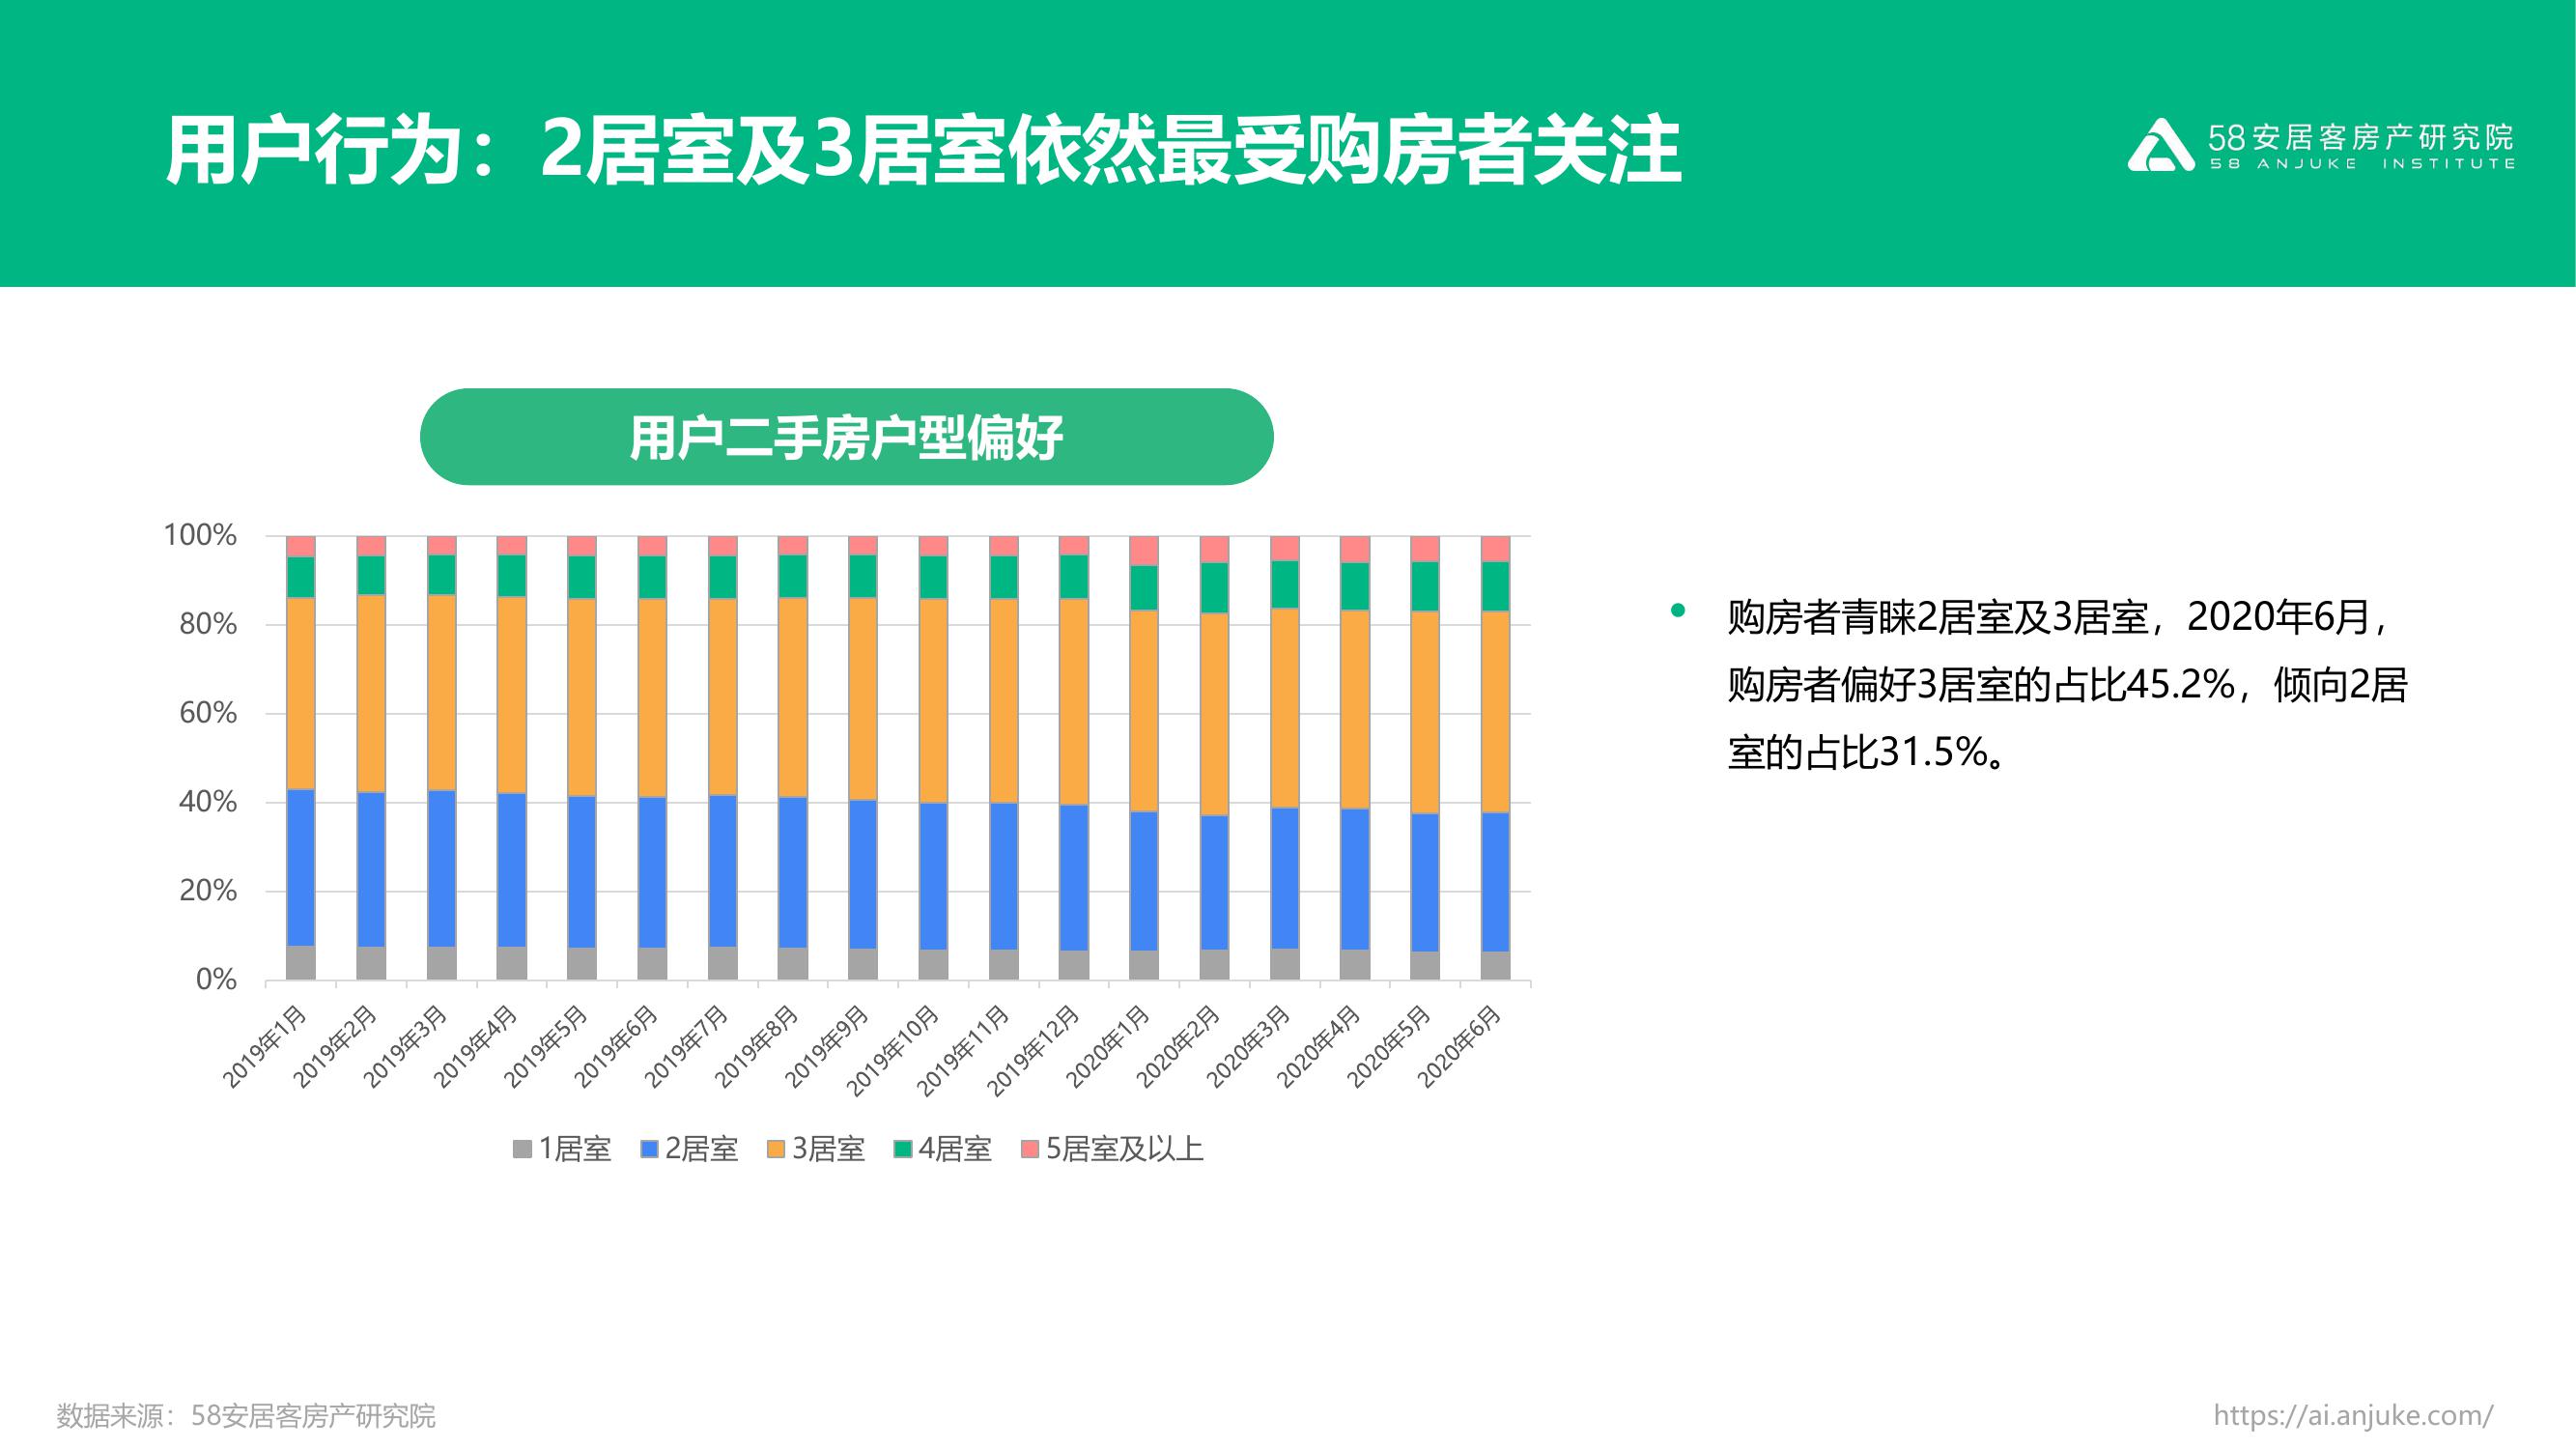 用户行为：2居室及3居室依然最受购房者关注
58安居客房产研究院
58 ANJUKE INSTITUTE
用户二手房户型偏好
100%
80%
60%
40%
20%
0%
2019年1月
2019年2月
2019年3月
2019年4月
2019年5月
2019年6月
2019年7月
2019年8月
2019年9月
2019年10月
2019年11月
2019年12月
2020年1月
2020年2月
2020年3月
2020年4月
2020年5月
2020年6月
1居室 2居室 3居室 4居室 5居室及以上
• 购房者青睐2居室及3居室，2020年6月，
购房者偏好3居室的占比45.2%，倾向2居
室的占比31.5%。
数据来源：58安居客房产研究院
https://ai.anjuke.com/